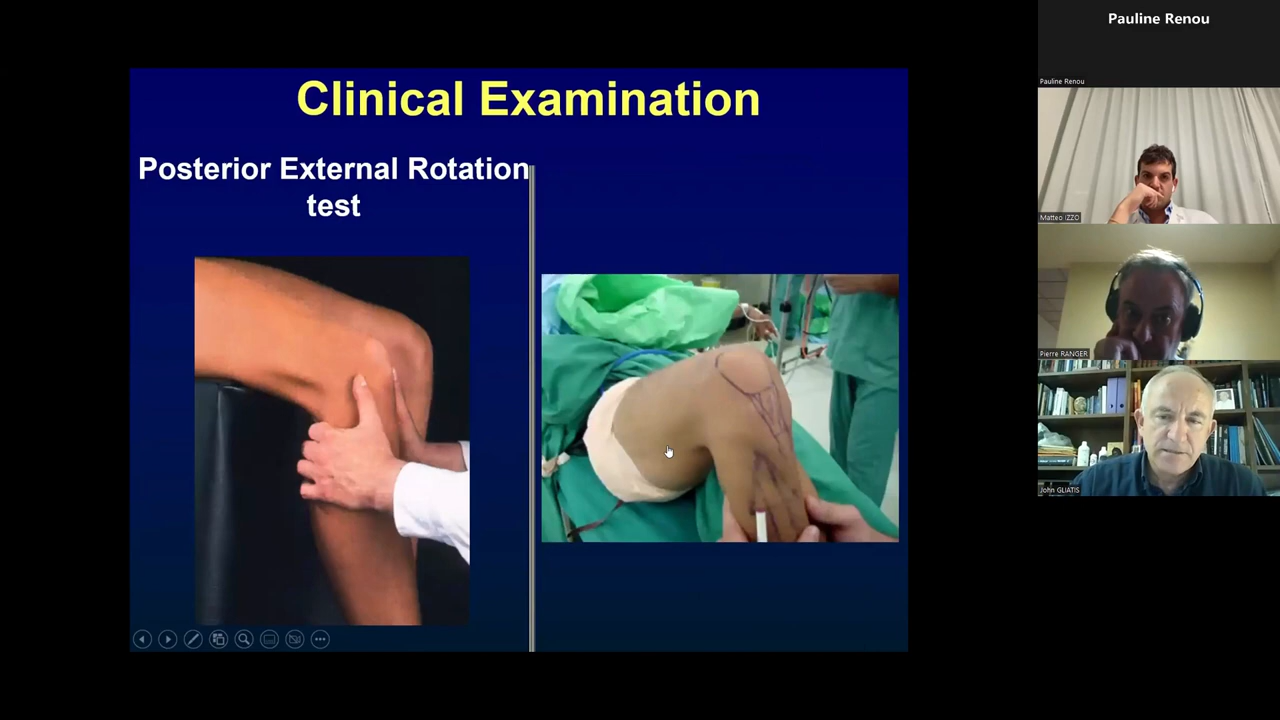 Clinical Examination
Posterior External Rotation
test
Pauline Renou
Pauline Renou
Matteo IZZO
Pierre RANGER
John GLIATIS